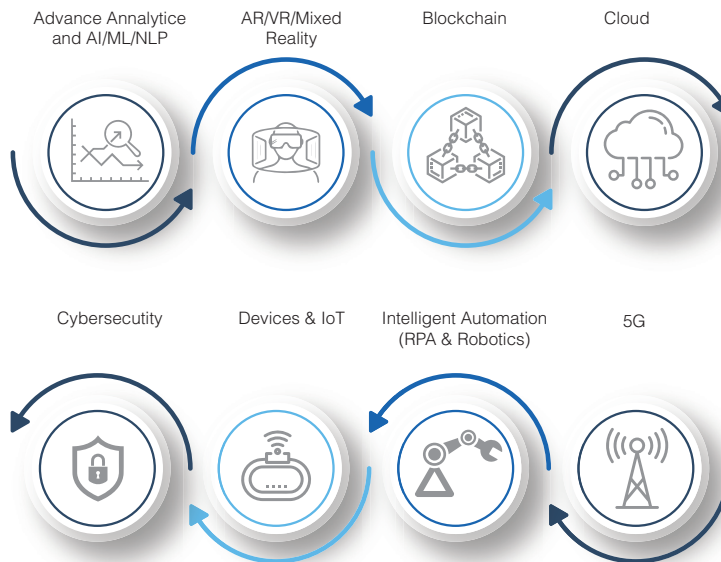 Advance Annalytice
and AI/ML/NLP
AR/VR/Mixed
Reality
Blockchain
Cloud
Cybersecutity
Devices & IoT
Intelligent Automation
(RPA & Robotics)
5G